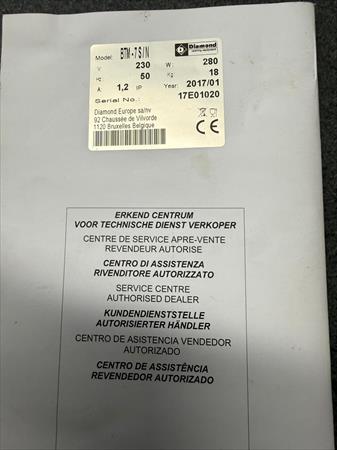 Diamond
Model: BTM-7S/N
V: 230 W: 280
Hz: 50 Kg: 18
A: 1,2 IP Year: 2017/01
Serial No.: 17E01020
Diamond Europe sa/nv
92 Chaussée de Vilvorde
1120 Bruxelles Belgique
ERKEND CENTRUM
VOOR TECHNISCHE DIENST VERKOPER
CENTRE DE SERVICE APRE-VENTE
REVENDEUR AUTORISE
CENTRO DI ASSISTENZA
RIVENDITORE AUTORIZZATO
SERVICE CENTRE
AUTHORISED DEALER
KUNDENDIENSTSTELLE
AUTORISIERTER HÄNDLER
CENTRO DE ASISTENCIA VENDEDOR
AUTORIZADO
CENTRO DE ASSISTÊNCIA
REVENDEDOR AUTORIZADO